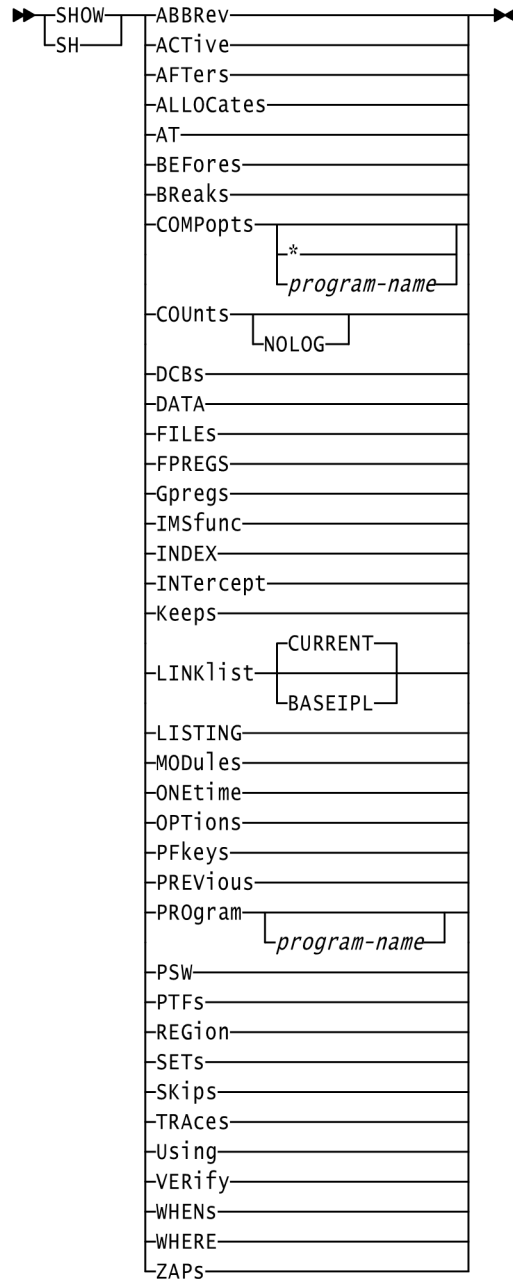 SHOW ABBRev
SH ACTive
AFTers
ALLOCates
AT
BEFores
BReaks
COMPopts
*
program-name
COUnts
NOLOG
DCBs
DATA
FILEs
FPREGS
Gpregs
IMSfunc
INDEX
INTercept
Keeps
CURRENT
LINKlist
BASEIPL
LISTING
MODules
ONEtime
OPTions
PFkeys
PREVious
PROgram
program-name
PSW
PTFs
REGion
SETs
SKips
TRAces
Using
VERify
WHENs
WHERE
ZAPs